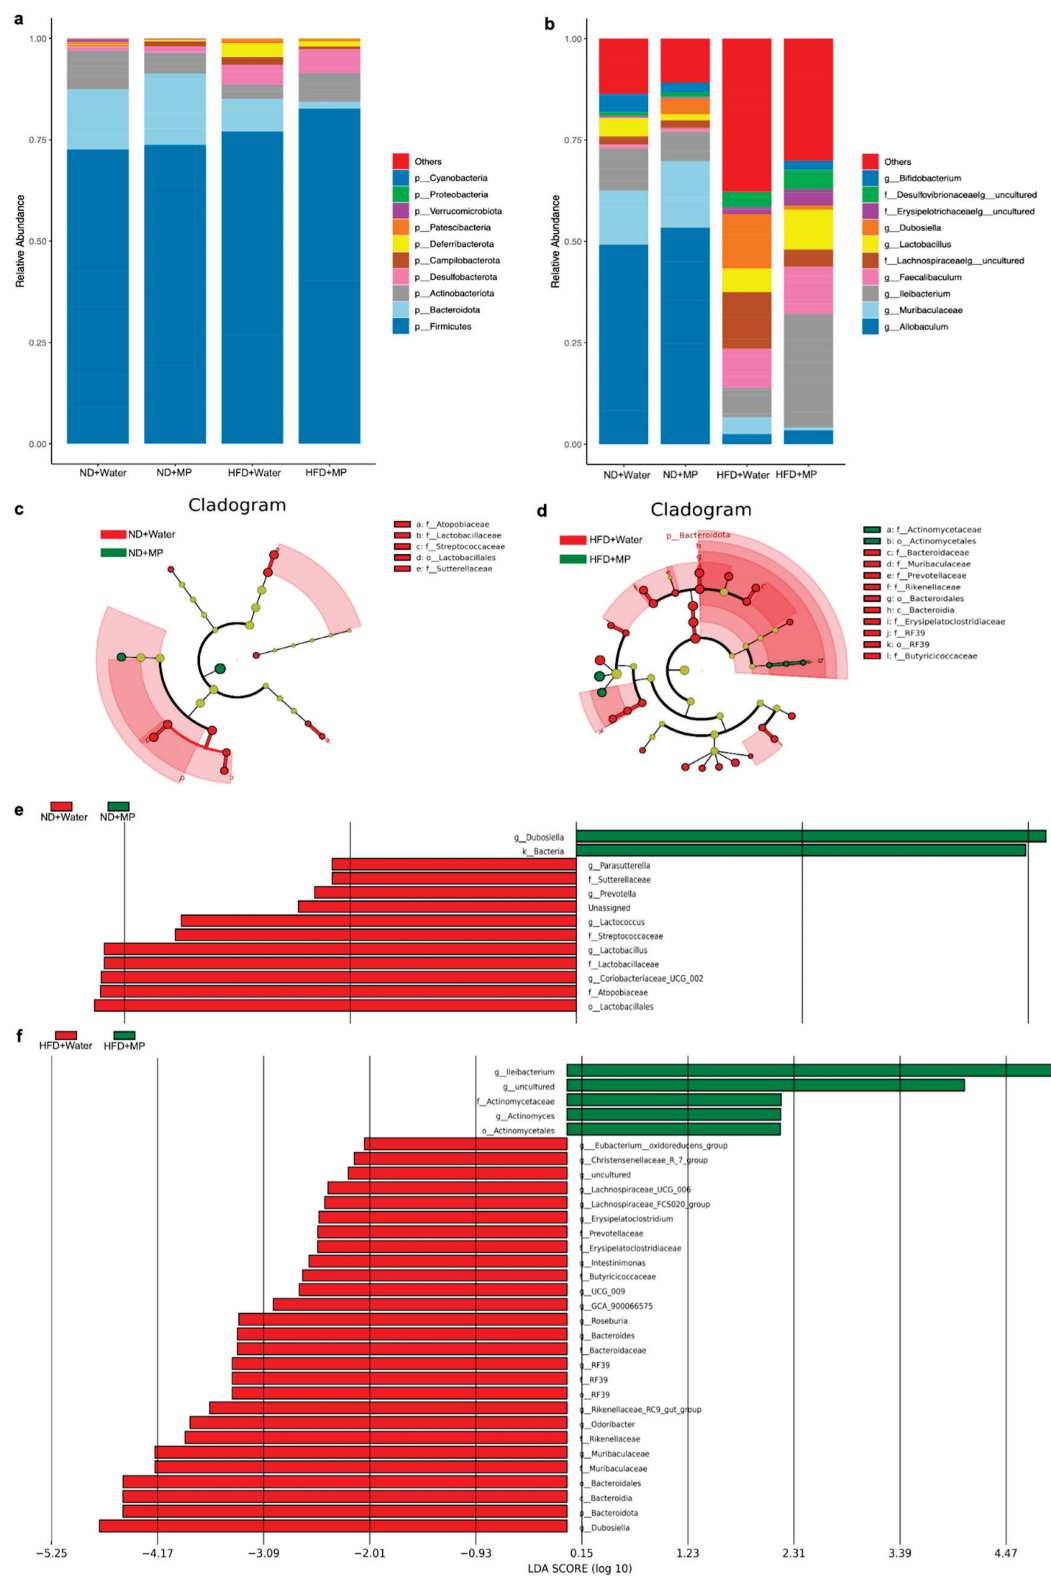 a
1.00
0.75
0.50
0.25
0.00
Relative Abundance
ND+Water
ND+MP
HFD+Water
HFD+MP
Others
p__Cyanobacteria
p__Proteobacteria
p__Verrucomicrobiota
p__Patescibacteria
p__Deferribacterota
p__Campilobacterota
p__Desulfobacterota
p__Actinobacteriota
p__Bacteroidota
p__Firmicutes
b
1.00
0.75
0.50
0.25
0.00
Relative Abundance
ND+Water
ND+MP
HFD+Water
HFD+MP
Others
g__Bifidobacterium
f__Desulfovibrionaceaelg__uncultured
f__Erysipelotrichaceaelg__uncultured
g__Dubosiella
g__Lactobacillus
f__Lachnospiraceaelg__uncultured
g__Faecalibaculum
g__Ileibacterium
g__Muribaculaceae
g__Allobaculum
c
Cladogram
ND+Water
ND+MP
a: f__Atopobiaceae
b: f__Lactobacillaceae
c: f__Streptococcaceae
d: o__Lactobacillales
e: f__Sutterellaceae
d
Cladogram
HFD+Water
HFD+MP
p__Bacteroidota
h
a: f__Actinomycetaceae
b: o__Actinomycetales
c: f__Bacteroidaceae
d: f__Muribaculaceae
e: f__Prevotellaceae
f: f__Rikenellaceae
g: o__Bacteroidales
h: c__Bacteroidia
i: f__Erysipelatoclostridiaceae
j: f__RF39
k: o__RF39
l: f__Butyricicoccaceae
e
ND+Water
ND+MP
g__Dubosiella
k__Bacteria
g__Parasutterella
f__Sutterellaceae
g__Prevotella
Unassigned
g__Lactococcus
f__Streptococcaceae
g__Lactobacillus
f__Lactobacillaceae
g__Coriobacteriaceae_UCG_002
f__Atopobiaceae
o__Lactobacillales
f
HFD+Water
HFD+MP
g__Ileibacterium
g__uncultured
f__Actinomycetaceae
g__Actinomyces
o__Actinomycetales
g___Eubacterium__oxidoreducens_group
g__Christensenellaceae_R_7_group
g__uncultured
g__Lachnospiraceae_UCG_006
g__Lachnospiraceae_FCS020_group
g__Erysipelatoclostridium
f__Prevotellaceae
f__Erysipelatoclostridiaceae
g__Intestinimonas
f__Butyricicoccaceae
g__UCG_009
g__GCA_900066575
g__Roseburia
g__Bacteroides
f__Bacteroidaceae
g__RF39
f__RF39
o__RF39
g__Rikenellaceae_RC9_gut_group
g__Odoribacter
f__Rikenellaceae
g__Muribaculaceae
f__Muribaculaceae
o__Bacteroidales
c__Bacteroidia
p__Bacteroidota
g__Dubosiella
−5.25 −4.17 −3.09 −2.01 −0.93 0.15 1.23 2.31 3.39 4.47
LDA SCORE (log 10)